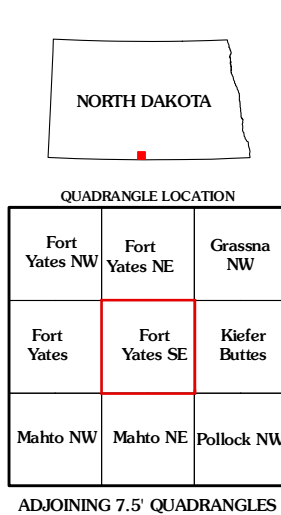 NORTH DAKOTA
QUADRANGLE LOCATION
Fort
Yates NW
Fort
Yates NE
Grassna
NW
Fort
Yates
Fort
Yates SE
Kiefer
Buttes
Mahto NW
Mahto NE
Pollock NW
ADJOINING 7.5' QUADRANGLES